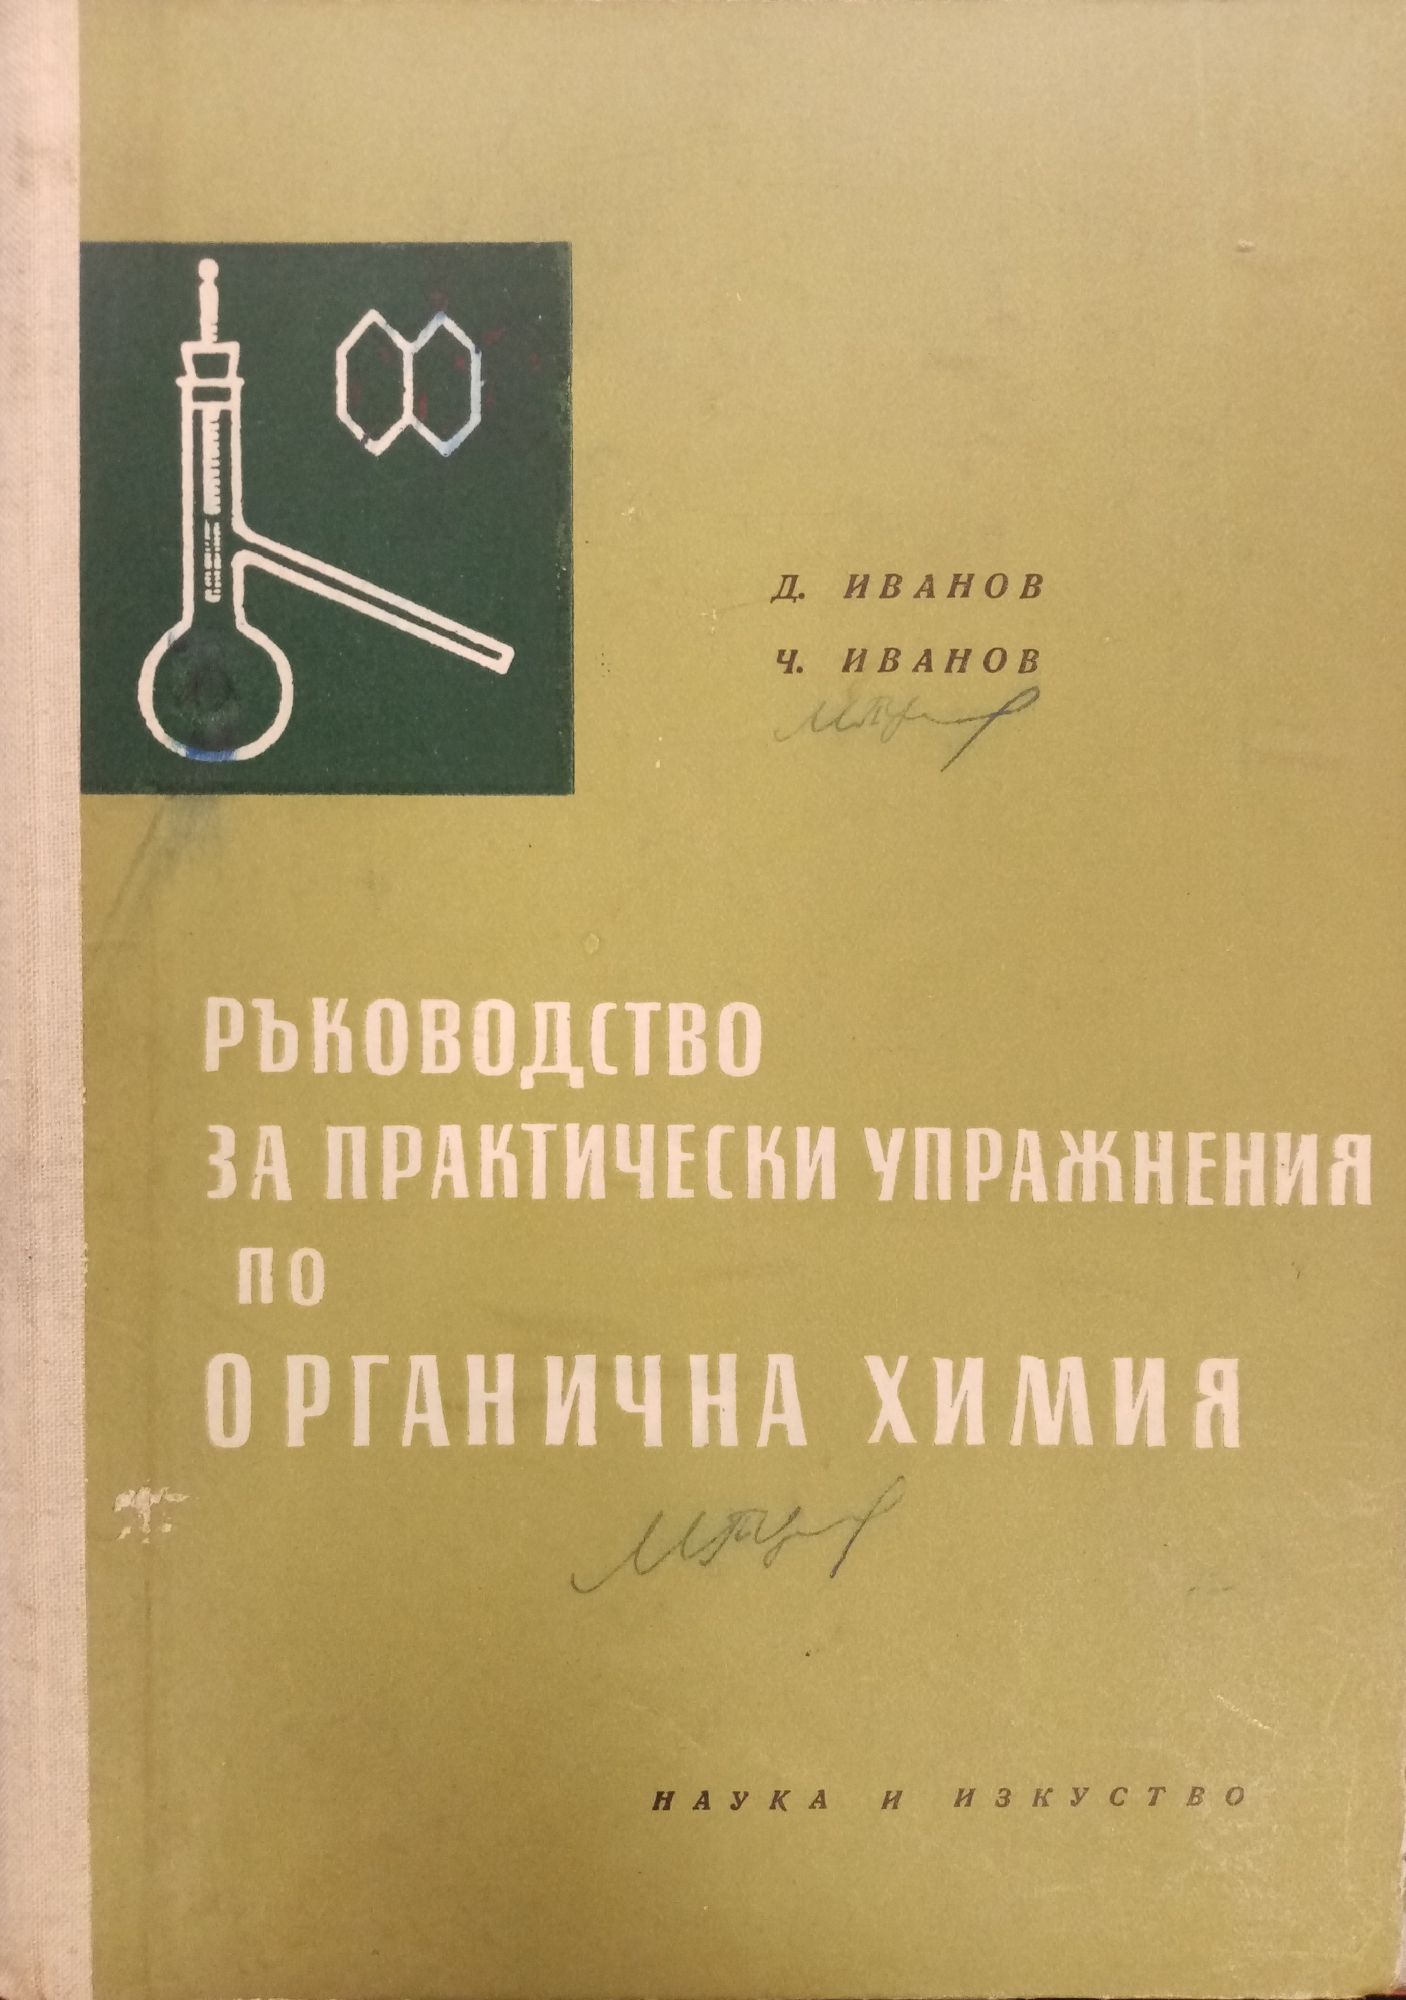 Д. ИВАНОВ
Ч. ИВАНОВ
РЪКОВОДСТВО
ЗА ПРАКТИЧЕСКИ УПРАЖНЕНИЯ
ПО
ОРГАНИЧНА ХИМИЯ
НАУКА И ИЗКУСТВО